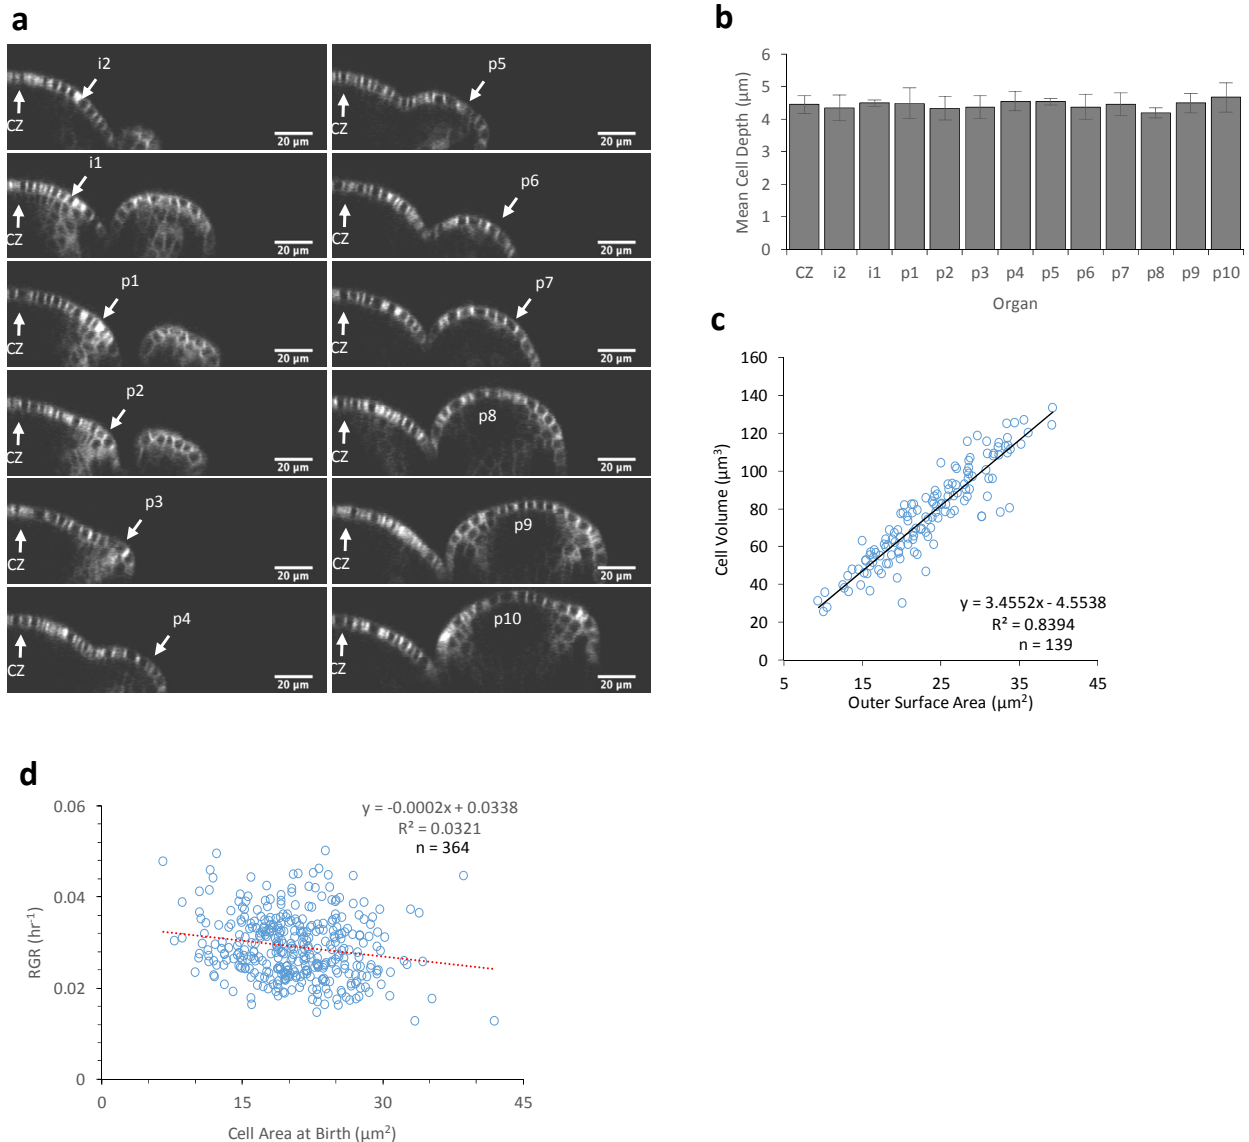 a
i2
CZ
20 µm
p5
20 µm
i1
CZ
20 µm
p6
CZ
20 µm
p1
CZ
20 µm
p7
CZ
20 µm
p2
CZ
20 µm
p8
CZ
20 µm
p3
CZ
20 µm
p9
CZ
20 µm
p4
CZ
20 µm
p10
CZ
20 µm
b
Mean Cell Depth (µm)
6
5
4
3
2
1
0
CZ i2 i1 p1 p2 p3 p4 p5 p6 p7 p8 p9 p10
Organ
c
Cell Volume (µm³)
160
140
120
100
80
60
40
20
0
y = 3.4552x - 4.5538
R² = 0.8394
n = 139
5 15 25 35 45
Outer Surface Area (µm²)
d
RGR (hr⁻¹)
0.06
0.04
0.02
0
y = -0.0002x + 0.0338
R² = 0.0321
n = 364
0 15 30 45
Cell Area at Birth (µm²)